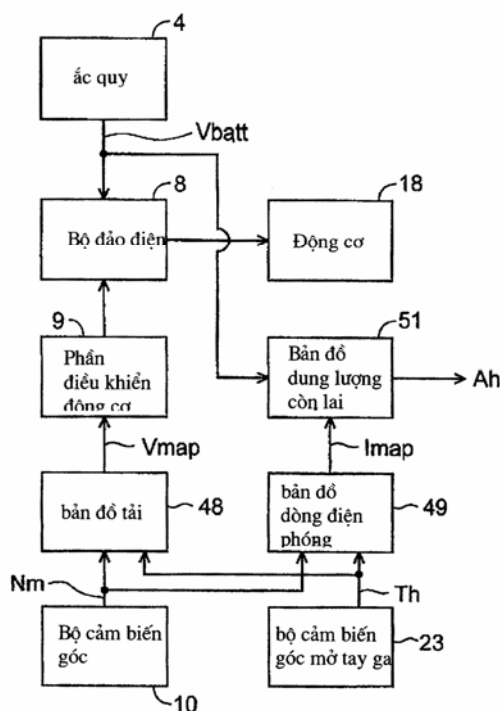 4
ắc quy
Vbatt
8
Bộ đảo điện
18
Động cơ
9
Phần
điều khiển
động cơ
51
Bản đồ
dung lượng
còn lai
Ah
Vmap
Imap
bản đồ tải
48
bản dồ
dòng điện
phóng
49
Nm
Th
Bộ cảm biến
góc
10
bộ cảm biến
góc mở tay ga
23